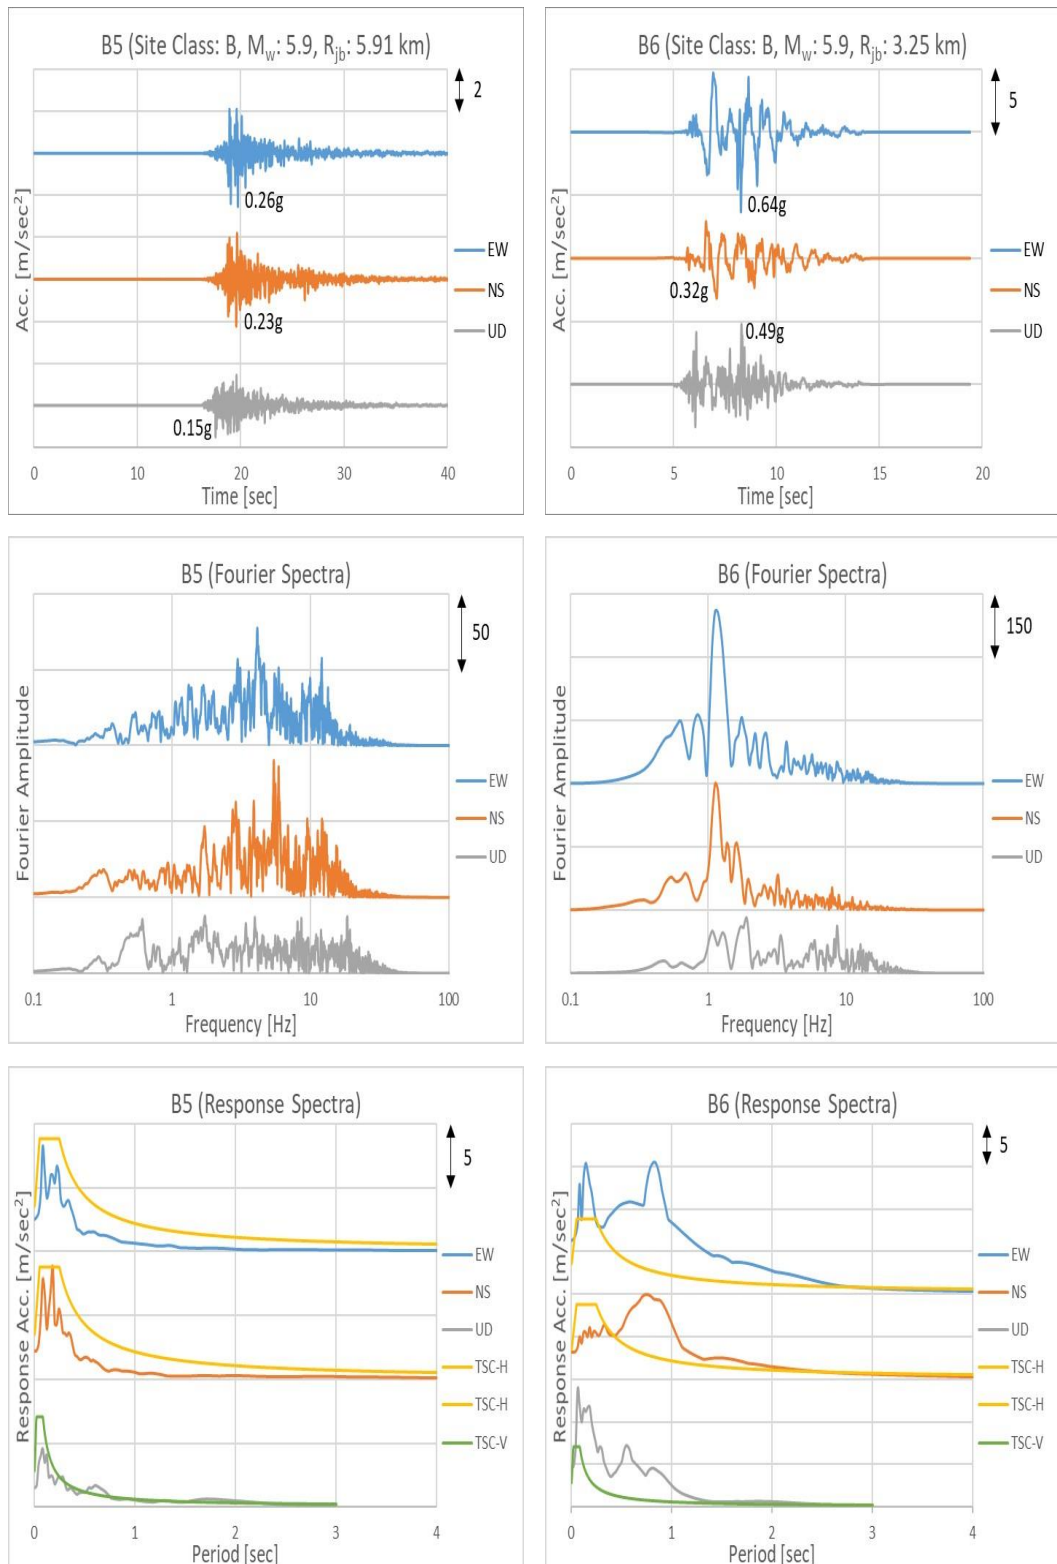 B5 (Site Class: B, Mw: 5.9, Rjb: 5.91 km)
2
Acc. [m/sec²]
0.26g
0.23g
0.15g
EW
NS
UD
0 10 20 30 40
Time [sec]
B6 (Site Class: B, Mw: 5.9, Rjb: 3.25 km)
5
Acc. [m/sec²]
0.64g
0.32g
0.49g
EW
NS
UD
0 5 10 15 20
Time [sec]
B5 (Fourier Spectra)
50
Fourier Amplitude
EW
NS
UD
0.1 1 10 100
Frequency [Hz]
B6 (Fourier Spectra)
150
Fourier Amplitude
EW
NS
UD
0.1 1 10 100
Frequency [Hz]
B5 (Response Spectra)
5
Response Acc. [m/sec²]
EW
NS
UD
TSC-H
TSC-H
TSC-V
0 1 2 3 4
Period [sec]
B6 (Response Spectra)
5
Response Acc. [m/sec²]
EW
NS
UD
TSC-H
TSC-H
TSC-V
0 1 2 3 4
Period [sec]